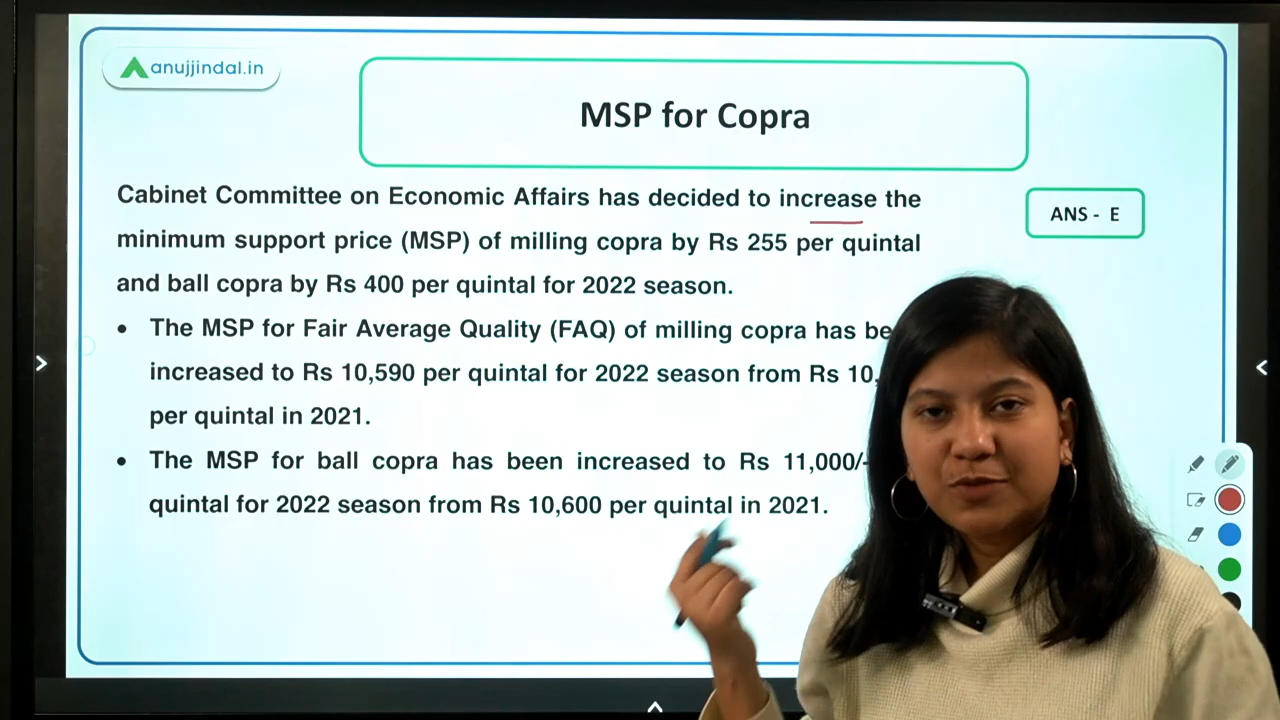 anujjindal.in
MSP for Copra
Cabinet Committee on Economic Affairs has decided to increase the
ANS - E
minimum support price (MSP) of milling copra by Rs 255 per quintal
and ball copra by Rs 400 per quintal for 2022 season.
• The MSP for Fair Average Quality (FAQ) of milling copra has be
increased to Rs 10,590 per quintal for 2022 season from Rs 10,
per quintal in 2021.
• The MSP for ball copra has been increased to Rs 11,000/-
quintal for 2022 season from Rs 10,600 per quintal in 2021.